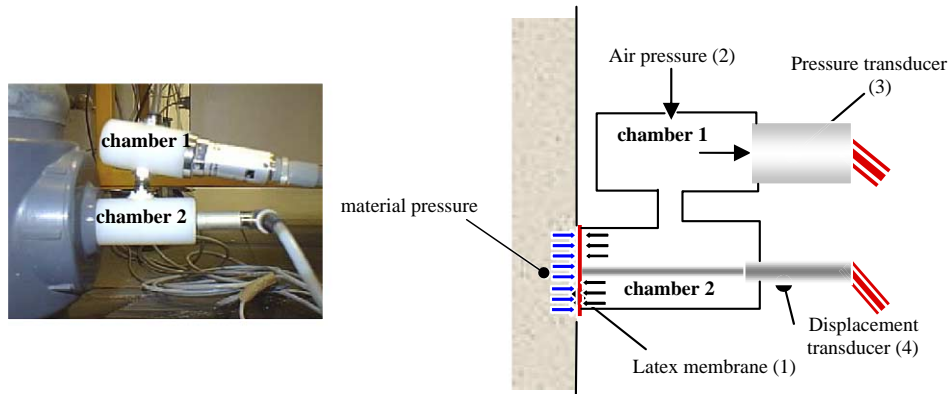 chamber 1
chamber 2
Air pressure (2)
Pressure transducer
(3)
chamber 1
material pressure
chamber 2
Displacement
transducer (4)
Latex membrane (1)